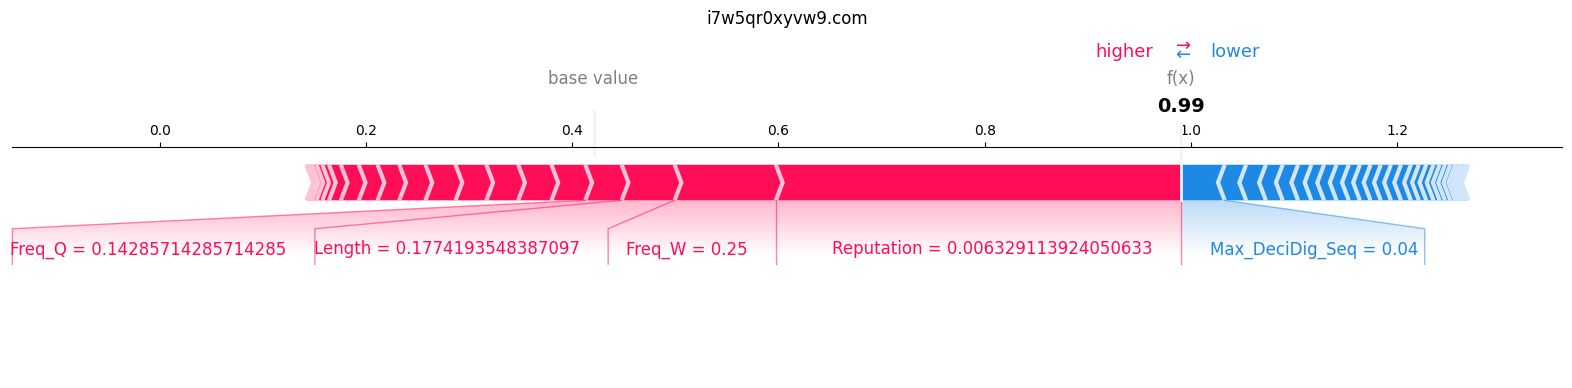 i7w5qr0xyvw9.com
higher ⇄ lower
base value f(x)
0.99
0.0 0.2 0.4 0.6 0.8 1.0 1.2
Freq_Q = 0.14285714285714285 Length = 0.1774193548387097 Freq_W = 0.25 Reputation = 0.006329113924050633 Max_DeciDig_Seq = 0.04